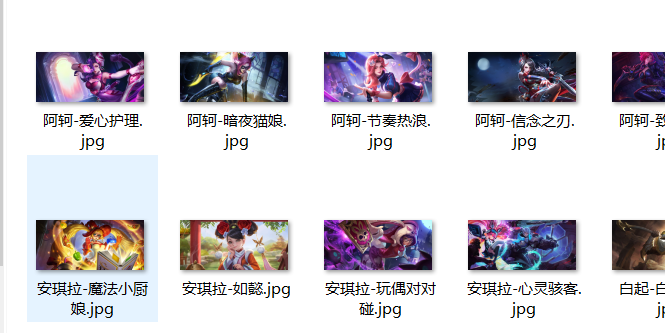 阿轲-爱心护理.
jpg
阿轲-暗夜猫娘.
jpg
阿轲-节奏热浪.
jpg
阿轲-信念之刃.
jpg
阿轲-致
安琪拉-魔法小厨
娘.jpg
安琪拉-如懿.jpg
安琪拉-玩偶对对
碰.jpg
安琪拉-心灵骇客.
jpg
白起-白